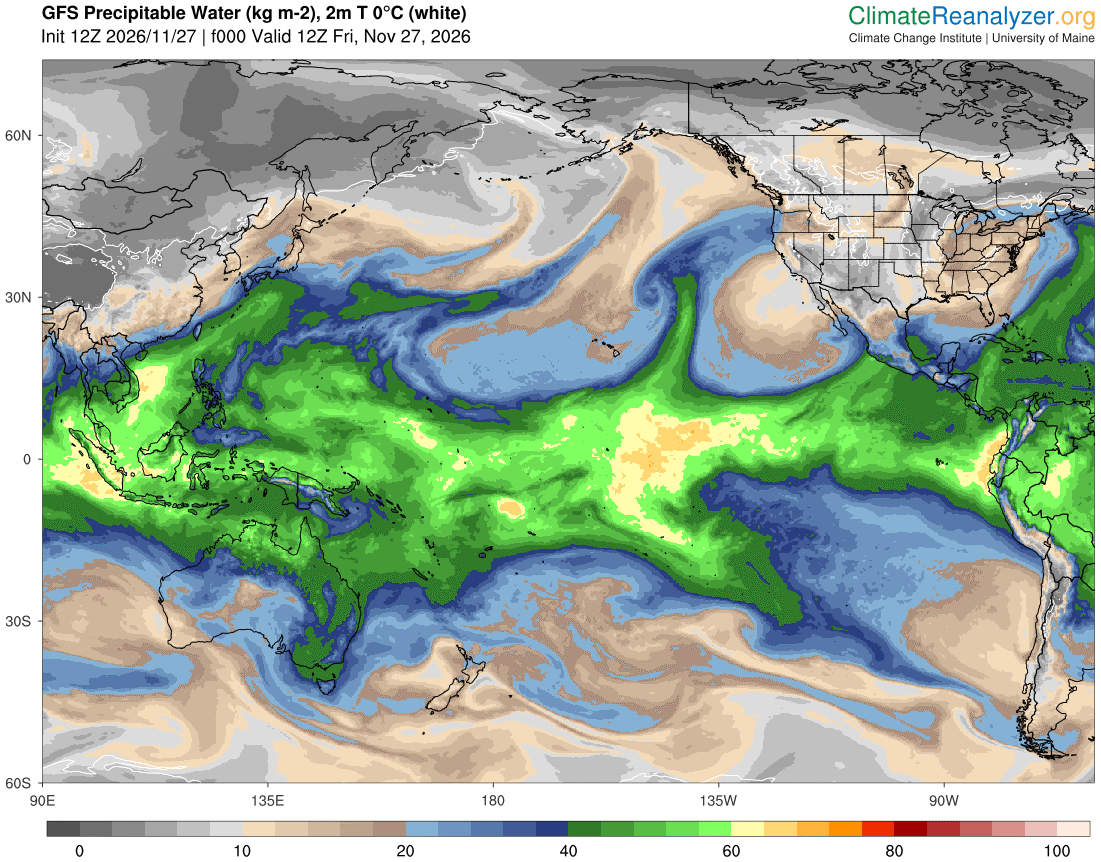 GFS Precipitable Water (kg m-2), 2m T 0°C (white)
Init 12Z 2026/11/27 | f000 Valid 12Z Fri, Nov 27, 2026
ClimateReanalyzer.org
Climate Change Institute | University of Maine
60N
30N
0
30S
60S
90E 135E 180 135W 90W
0 10 20 40 60 80 100